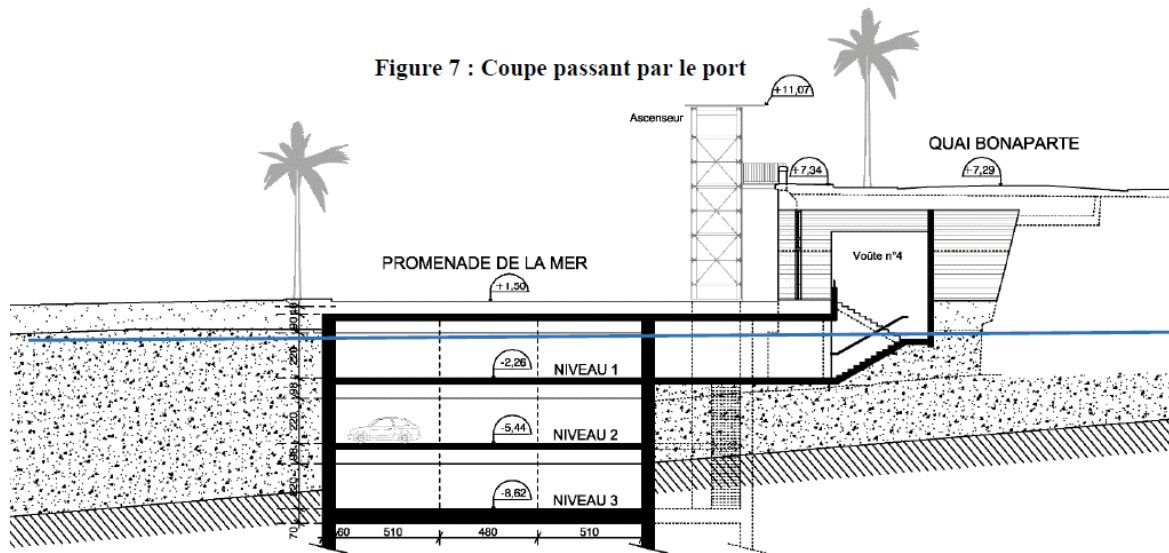 Figure 7 : Coupe passant par le port
+11,07
Ascenseur
QUAI BONAPARTE
+7,34
+7,29
Voûte n°4
PROMENADE DE LA MER
+1,50
-2,26
NIVEAU 1
-5,44
NIVEAU 2
-8,62
NIVEAU 3
90
220
98
220
70
60
510
480
510